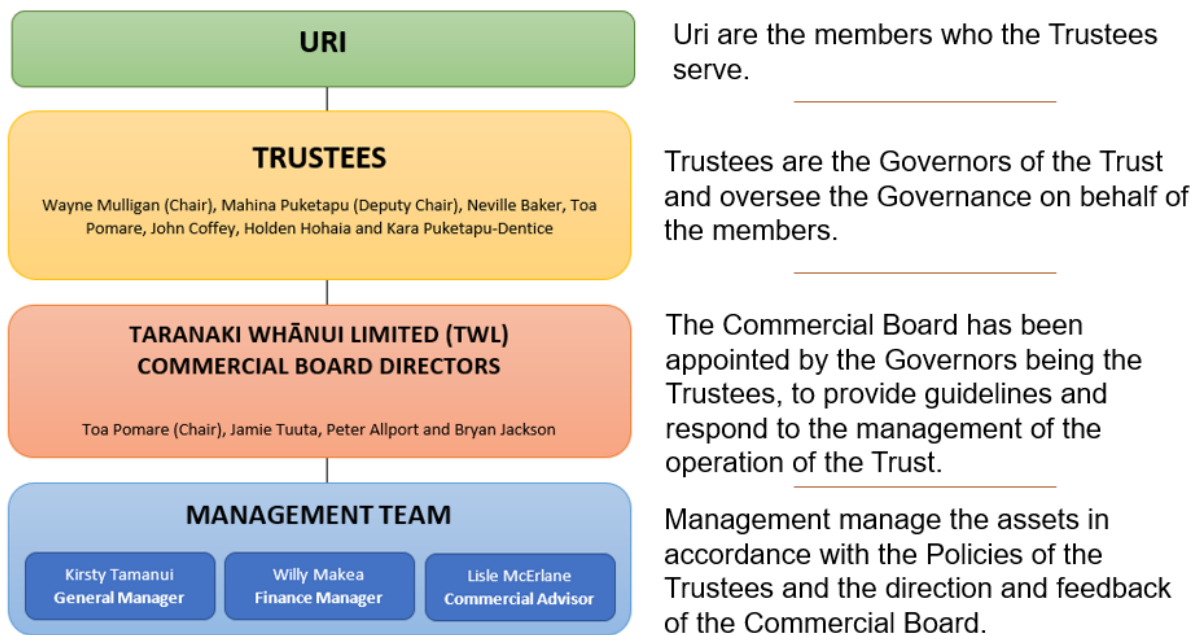 URI
Uri are the members who the Trustees
serve.
TRUSTEES
Wayne Mulligan (Chair), Mahina Puketapu (Deputy Chair), Neville Baker, Toa
Pomare, John Coffey, Holden Hohaia and Kara Puketapu-Dentice
Trustees are the Governors of the Trust
and oversee the Governance on behalf of
the members.
TARANAKI WHĀNUI LIMITED (TWL)
COMMERCIAL BOARD DIRECTORS
Toa Pomare (Chair), Jamie Tuuta, Peter Allport and Bryan Jackson
The Commercial Board has been
appointed by the Governors being the
Trustees, to provide guidelines and
respond to the management of the
operation of the Trust.
MANAGEMENT TEAM
Kirsty Tamanui
General Manager
Willy Makea
Finance Manager
Lisle McErlane
Commercial Advisor
Management manage the assets in
accordance with the Policies of the
Trustees and the direction and feedback
of the Commercial Board.